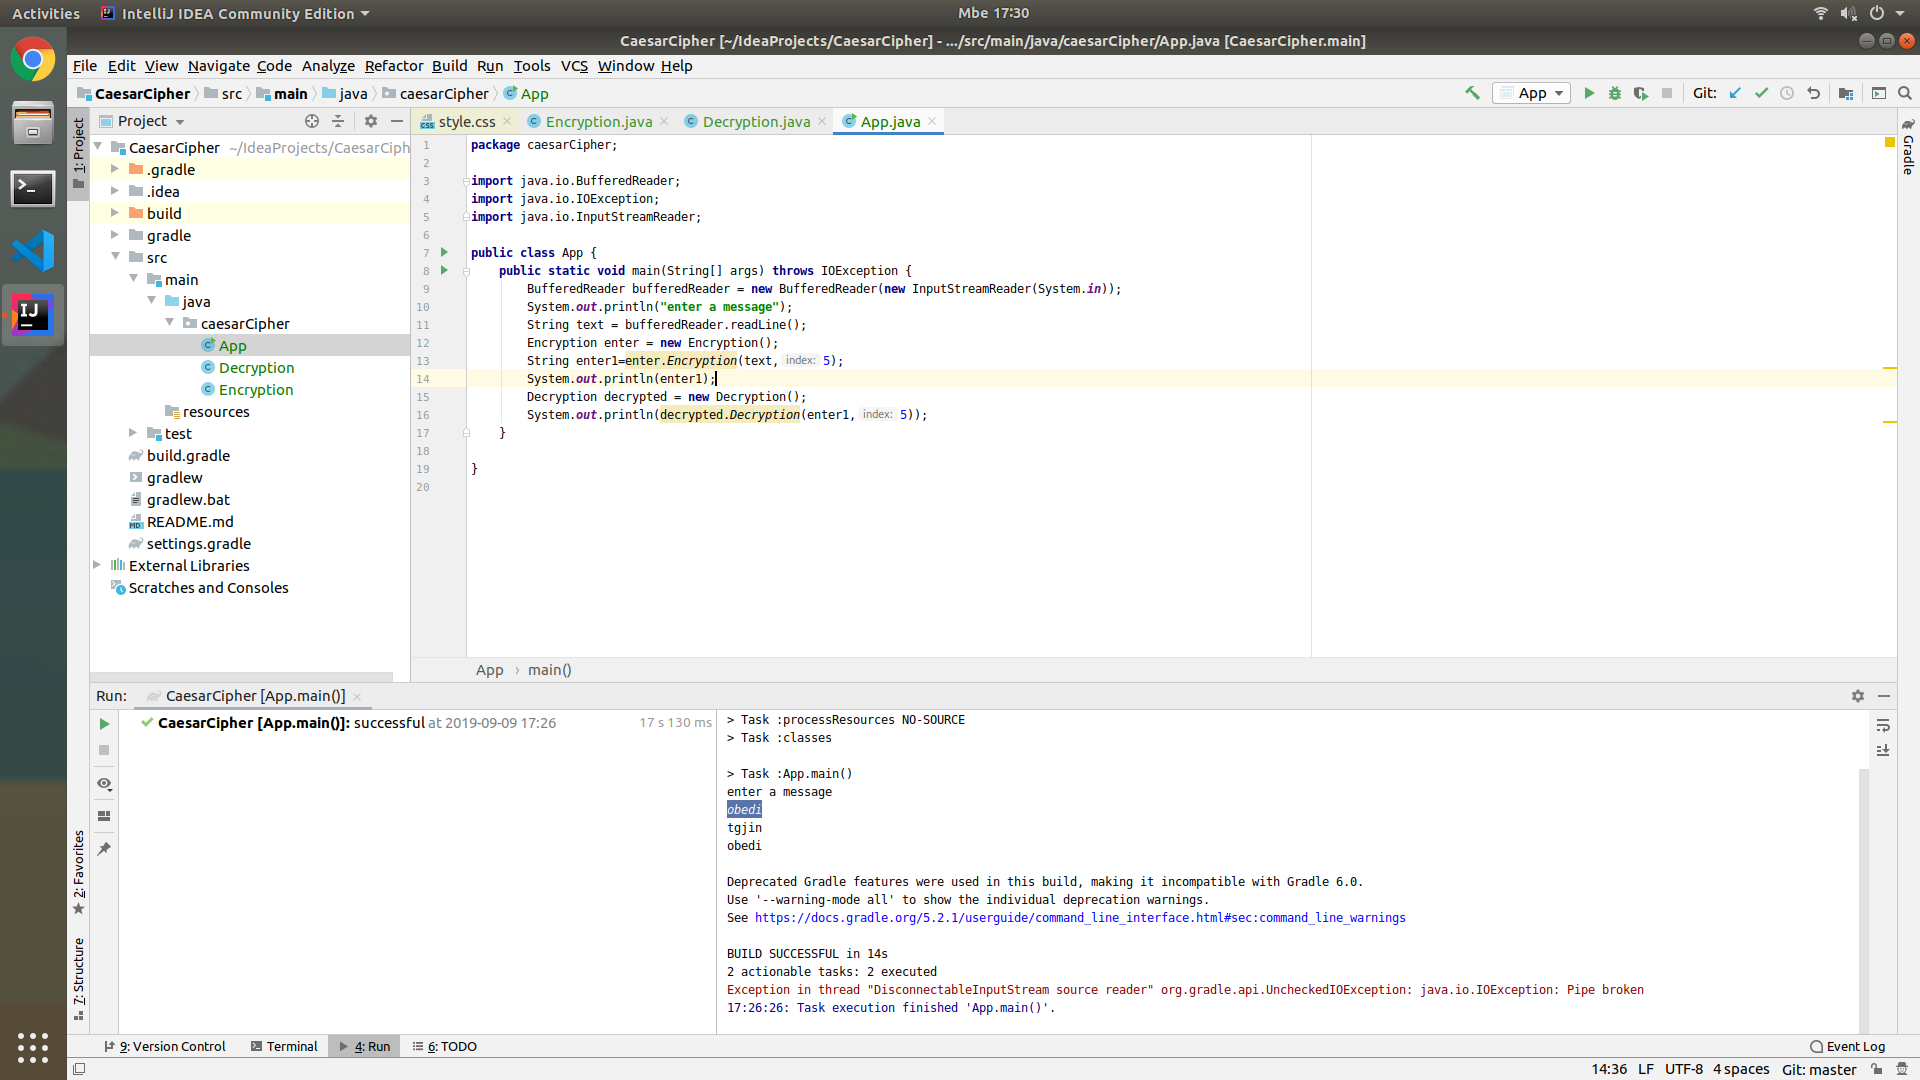 Activities IntelliJ IDEA Community Edition Mbe 17:30
CaesarCipher [~/IdeaProjects/CaesarCipher] - .../src/main/java/caesarCipher/App.java [CaesarCipher.main]
File Edit View Navigate Code Analyze Refactor Build Run Tools VCS Window Help
CaesarCipher src main java caesarCipher App App Git:
1: Project
Project
style.css Encryption.java Decryption.java App.java
Gradle
CaesarCipher ~/IdeaProjects/CaesarCiph
.gradle
.idea
build
gradle
src
main
java
caesarCipher
App
Decryption
Encryption
resources
test
build.gradle
gradlew
gradlew.bat
README.md
settings.gradle
External Libraries
Scratches and Consoles
1 package caesarCipher;
2
3 import java.io.BufferedReader;
4 import java.io.IOException;
5 import java.io.InputStreamReader;
6
7 public class App {
8 public static void main(String[] args) throws IOException {
9 BufferedReader bufferedReader = new BufferedReader(new InputStreamReader(System.in));
10 System.out.println("enter a message");
11 String text = bufferedReader.readLine();
12 Encryption enter = new Encryption();
13 String enter1=enter.Encryption(text, index: 5);
14 System.out.println(enter1);
15 Decryption decrypted = new Decryption();
16 System.out.println(decrypted.Decryption(enter1, index: 5));
17 }
18
19 }
20
App › main()
Run: CaesarCipher [App.main()]
CaesarCipher [App.main()]: successful at 2019-09-09 17:26 17 s 130 ms
> Task :processResources NO-SOURCE
> Task :classes
> Task :App.main()
enter a message
obedi
tgjin
obedi
Deprecated Gradle features were used in this build, making it incompatible with Gradle 6.0.
Use '--warning-mode all' to show the individual deprecation warnings.
See https://docs.gradle.org/5.2.1/userguide/command_line_interface.html#sec:command_line_warnings
BUILD SUCCESSFUL in 14s
2 actionable tasks: 2 executed
Exception in thread "DisconnectableInputStream source reader" org.gradle.api.UncheckedIOException: java.io.IOException: Pipe broken
17:26:26: Task execution finished 'App.main()'.
2: Favorites
7: Structure
9: Version Control Terminal 4: Run 6: TODO Event Log
14:36 LF UTF-8 4 spaces Git: master